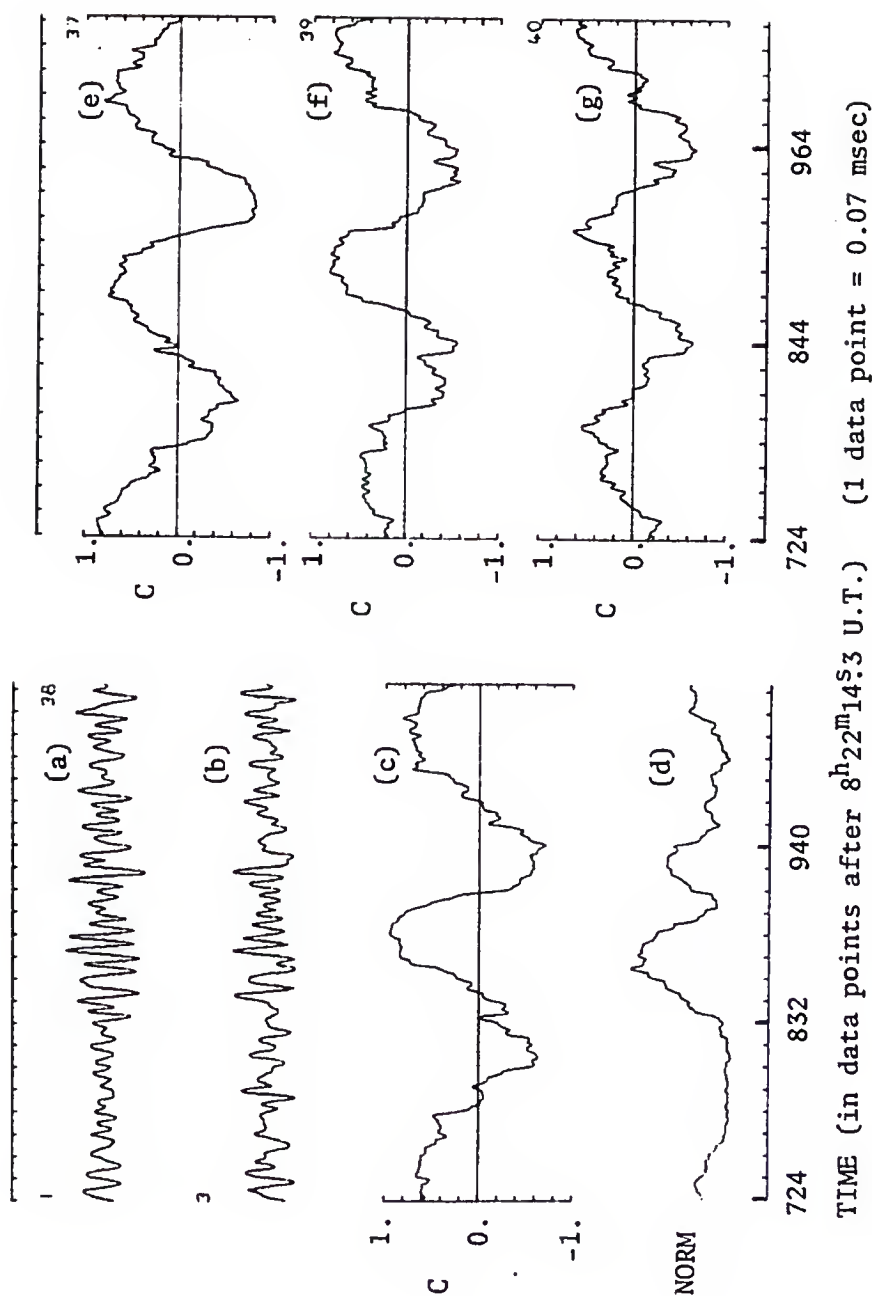 1 38
(a)
3
(b)
1.
C 0. (c)
-1.
NORM (d)
724 832 940
37
1. (e)
C 0.
-1.
39
1. (f)
C 0.
-1.
40
1. (g)
C 0.
-1.
724 844 964
TIME (in data points after 8h22m14s.3 U.T.) (1 data point = 0.07 msec)